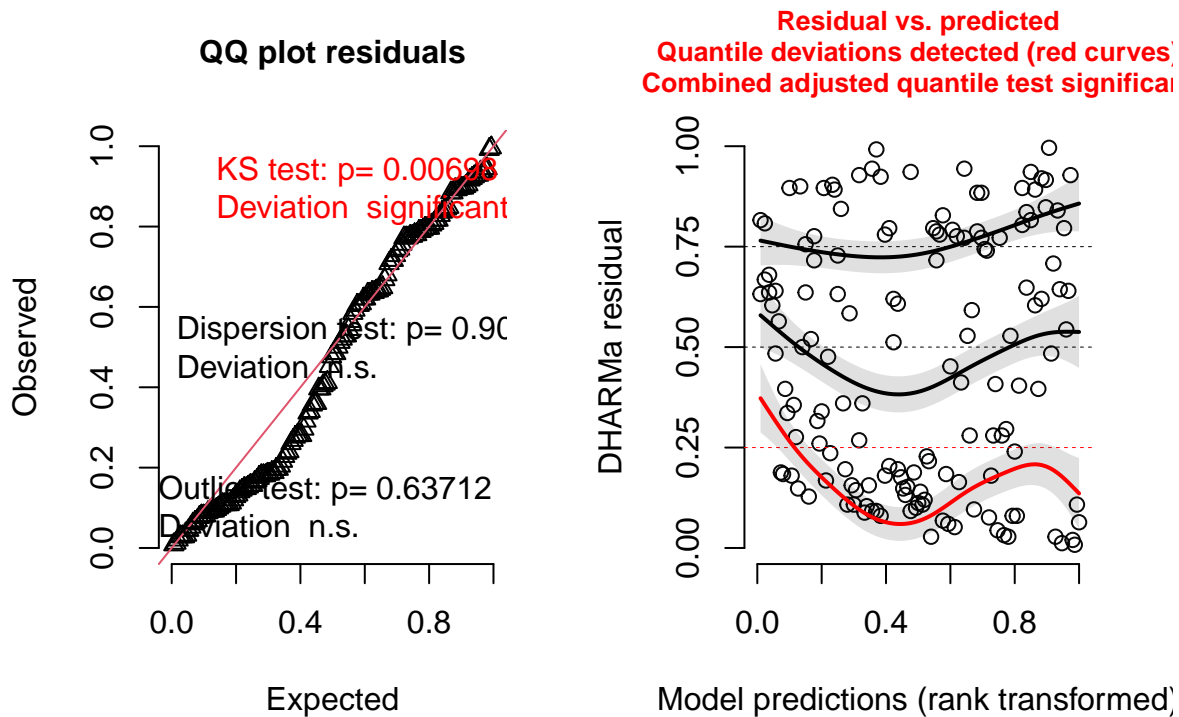 QQ plot residuals
KS test: p= 0.00698
Deviation significant
Dispersion test: p= 0.90
Deviation n.s.
Outlier test: p= 0.63712
Deviation n.s.
Observed
0.0 0.2 0.4 0.6 0.8 1.0
0.0 0.4 0.8
Expected
Residual vs. predicted
Quantile deviations detected (red curves)
Combined adjusted quantile test significan
DHARMa residual
0.00 0.25 0.50 0.75 1.00
0.0 0.4 0.8
Model predictions (rank transformed)